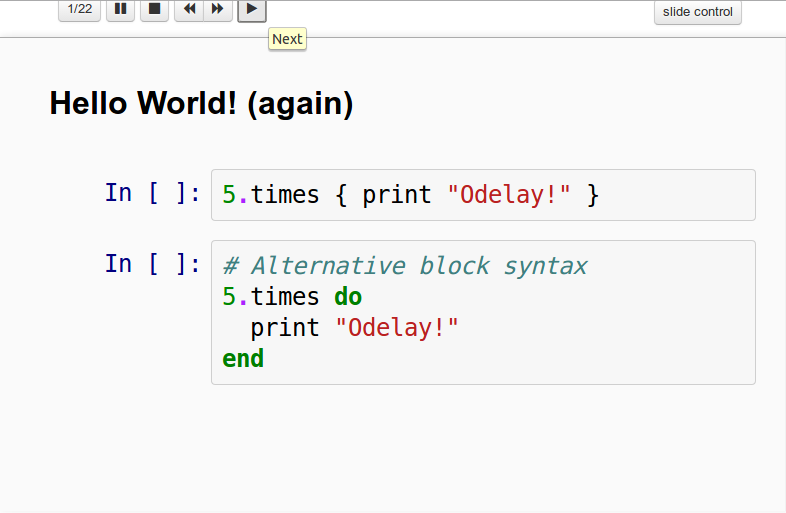 1/22
slide control
Next
Hello World! (again)
In [ ]: 5.times { print "Odelay!" }
In [ ]: # Alternative block syntax
5.times do
  print "Odelay!"
end